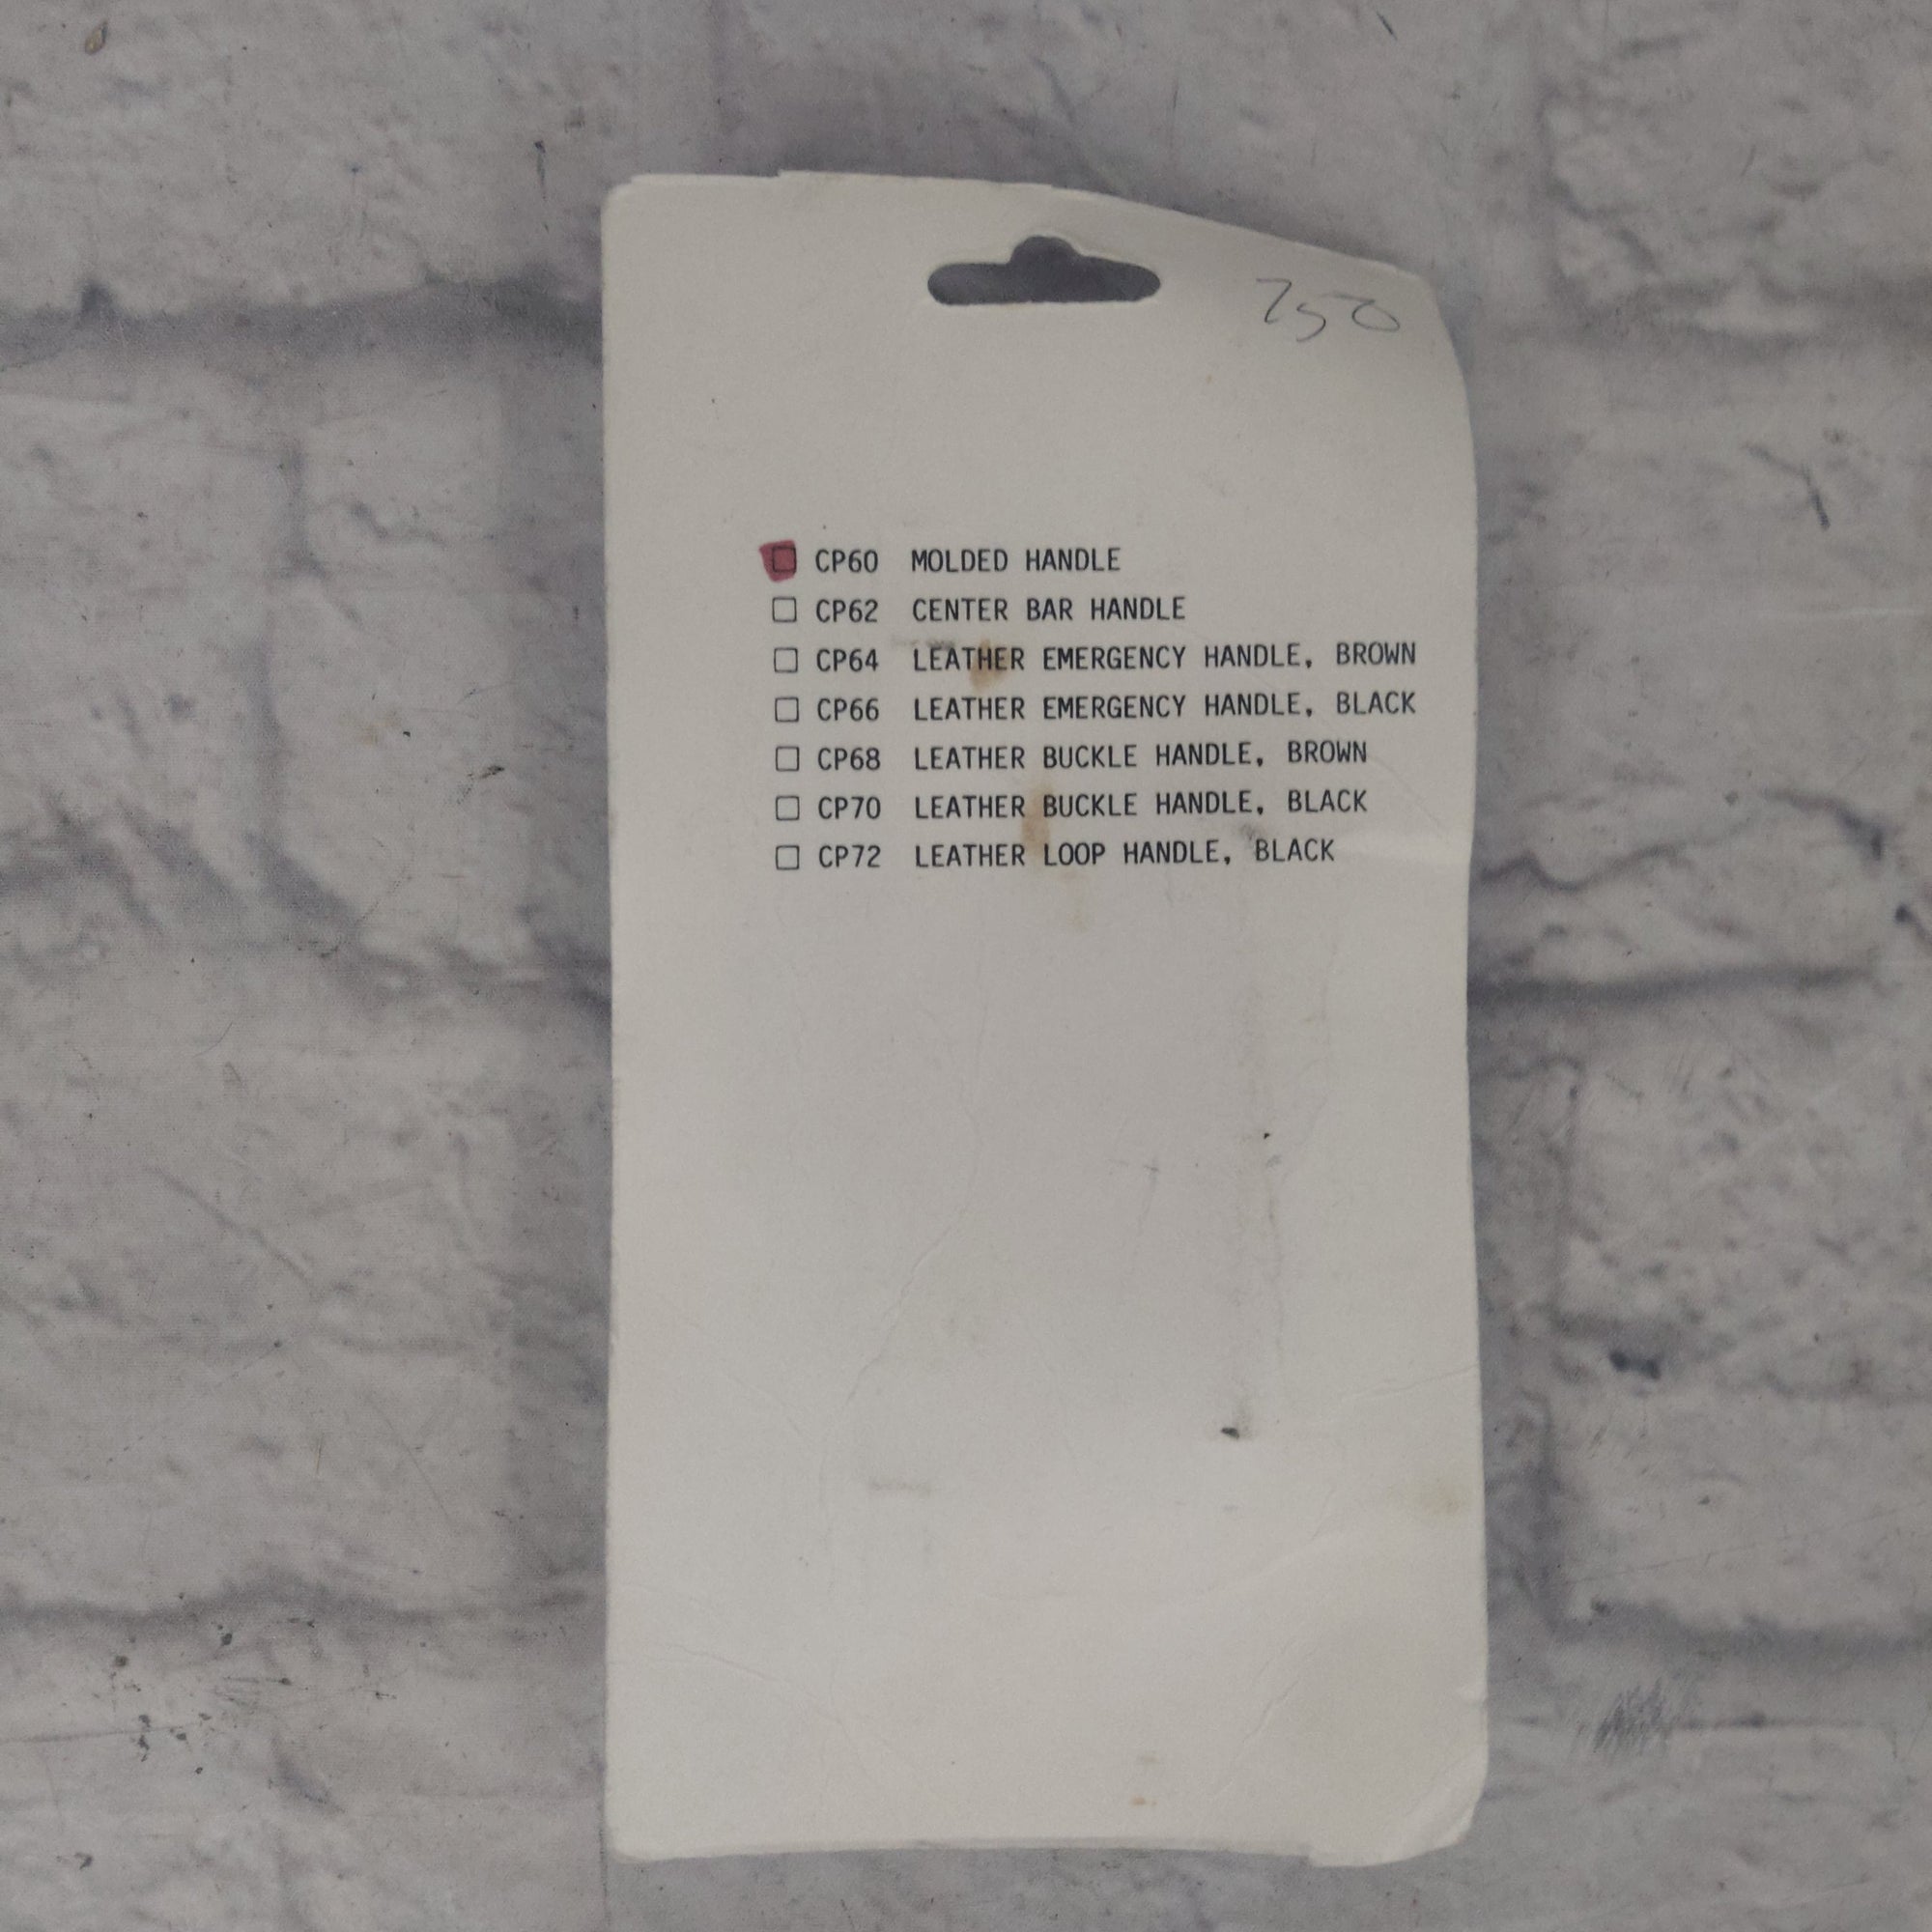 750
CP60 MOLDED HANDLE
CP62 CENTER BAR HANDLE
CP64 LEATHER EMERGENCY HANDLE, BROWN
CP66 LEATHER EMERGENCY HANDLE, BLACK
CP68 LEATHER BUCKLE HANDLE, BROWN
CP70 LEATHER BUCKLE HANDLE, BLACK
CP72 LEATHER LOOP HANDLE, BLACK